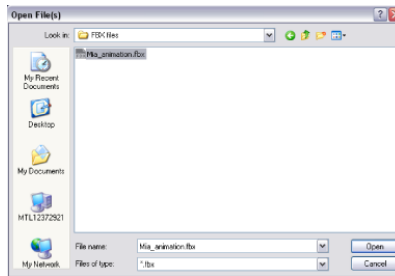 Open File(s)
Look in: FBX files
Mia_animation.fbx
My Recent
Documents
Desktop
My Documents
MTL12372921
My Network
File name: Mia_animation.fbx Open
Files of type: *.fbx Cancel